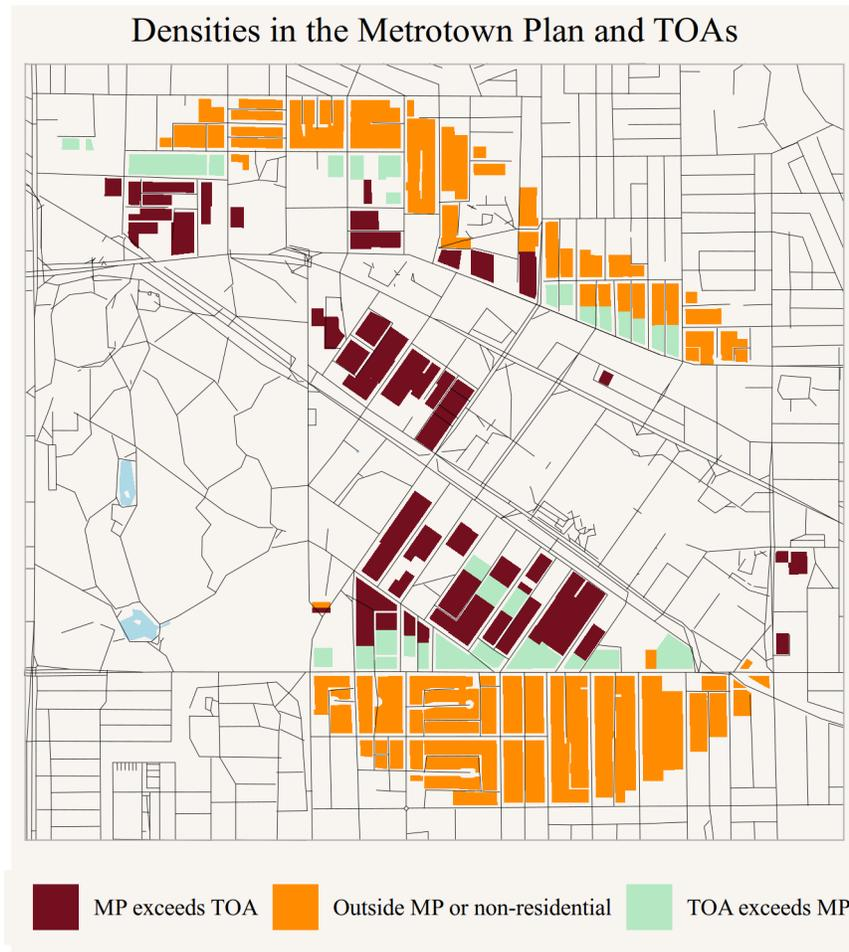 Densities in the Metrotown Plan and TOAs
MP exceeds TOA
Outside MP or non-residential
TOA exceeds MP